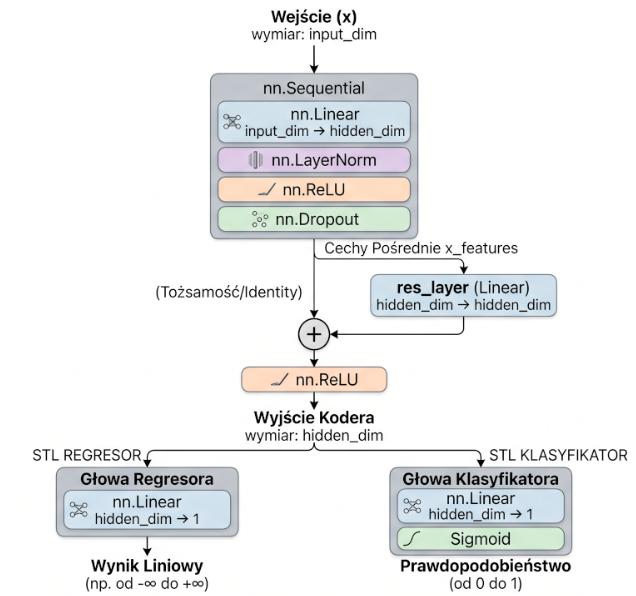 Wejście (x)
wymiar: input_dim
nn.Sequential
nn.Linear
input_dim → hidden_dim
nn.LayerNorm
nn.ReLU
nn.Dropout
Cechy Pośrednie x_features
(Tożsamość/Identity)
res_layer (Linear)
hidden_dim → hidden_dim
+
nn.ReLU
Wyjście Kodera
wymiar: hidden_dim
STL REGRESOR
STL KLASYFIKATOR
Głowa Regresora
nn.Linear
hidden_dim → 1
Wynik Liniowy
(np. od -∞ do +∞)
Głowa Klasyfikatora
nn.Linear
hidden_dim → 1
Sigmoid
Prawdopodobieństwo
(od 0 do 1)